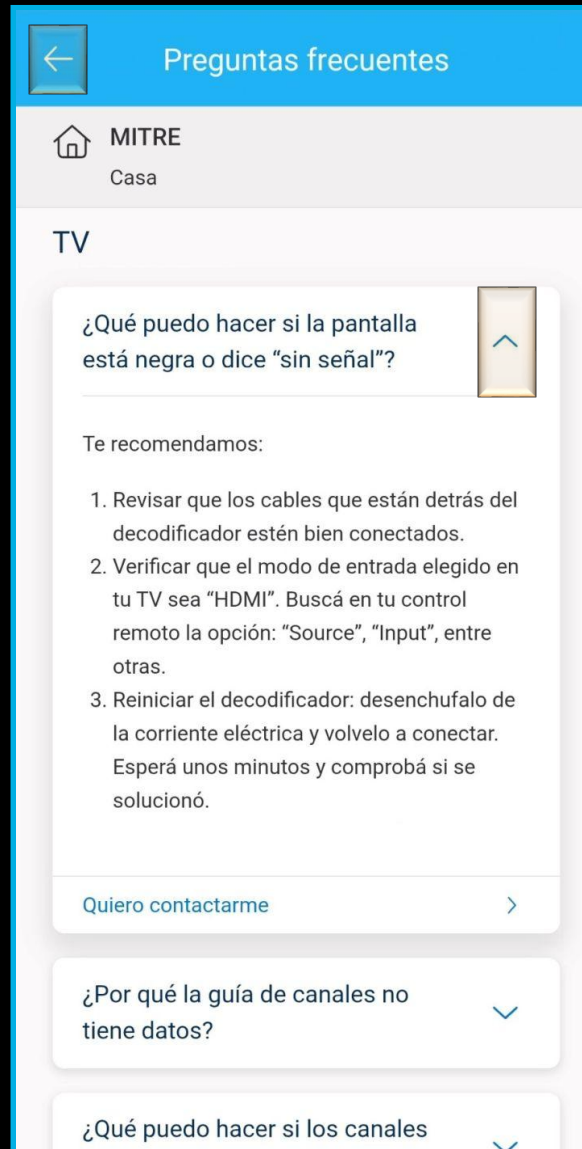 Preguntas frecuentes
MITRE
Casa
TV
¿Qué puedo hacer si la pantalla
está negra o dice “sin señal”?
Te recomendamos:
1. Revisar que los cables que están detrás del
decodificador estén bien conectados.
2. Verificar que el modo de entrada elegido en
tu TV sea “HDMI”. Buscá en tu control
remoto la opción: “Source”, “Input”, entre
otras.
3. Reiniciar el decodificador: desenchufalo de
la corriente eléctrica y volvelo a conectar.
Esperá unos minutos y comprobá si se
solucionó.
Quiero contactarme
¿Por qué la guía de canales no
tiene datos?
¿Qué puedo hacer si los canales